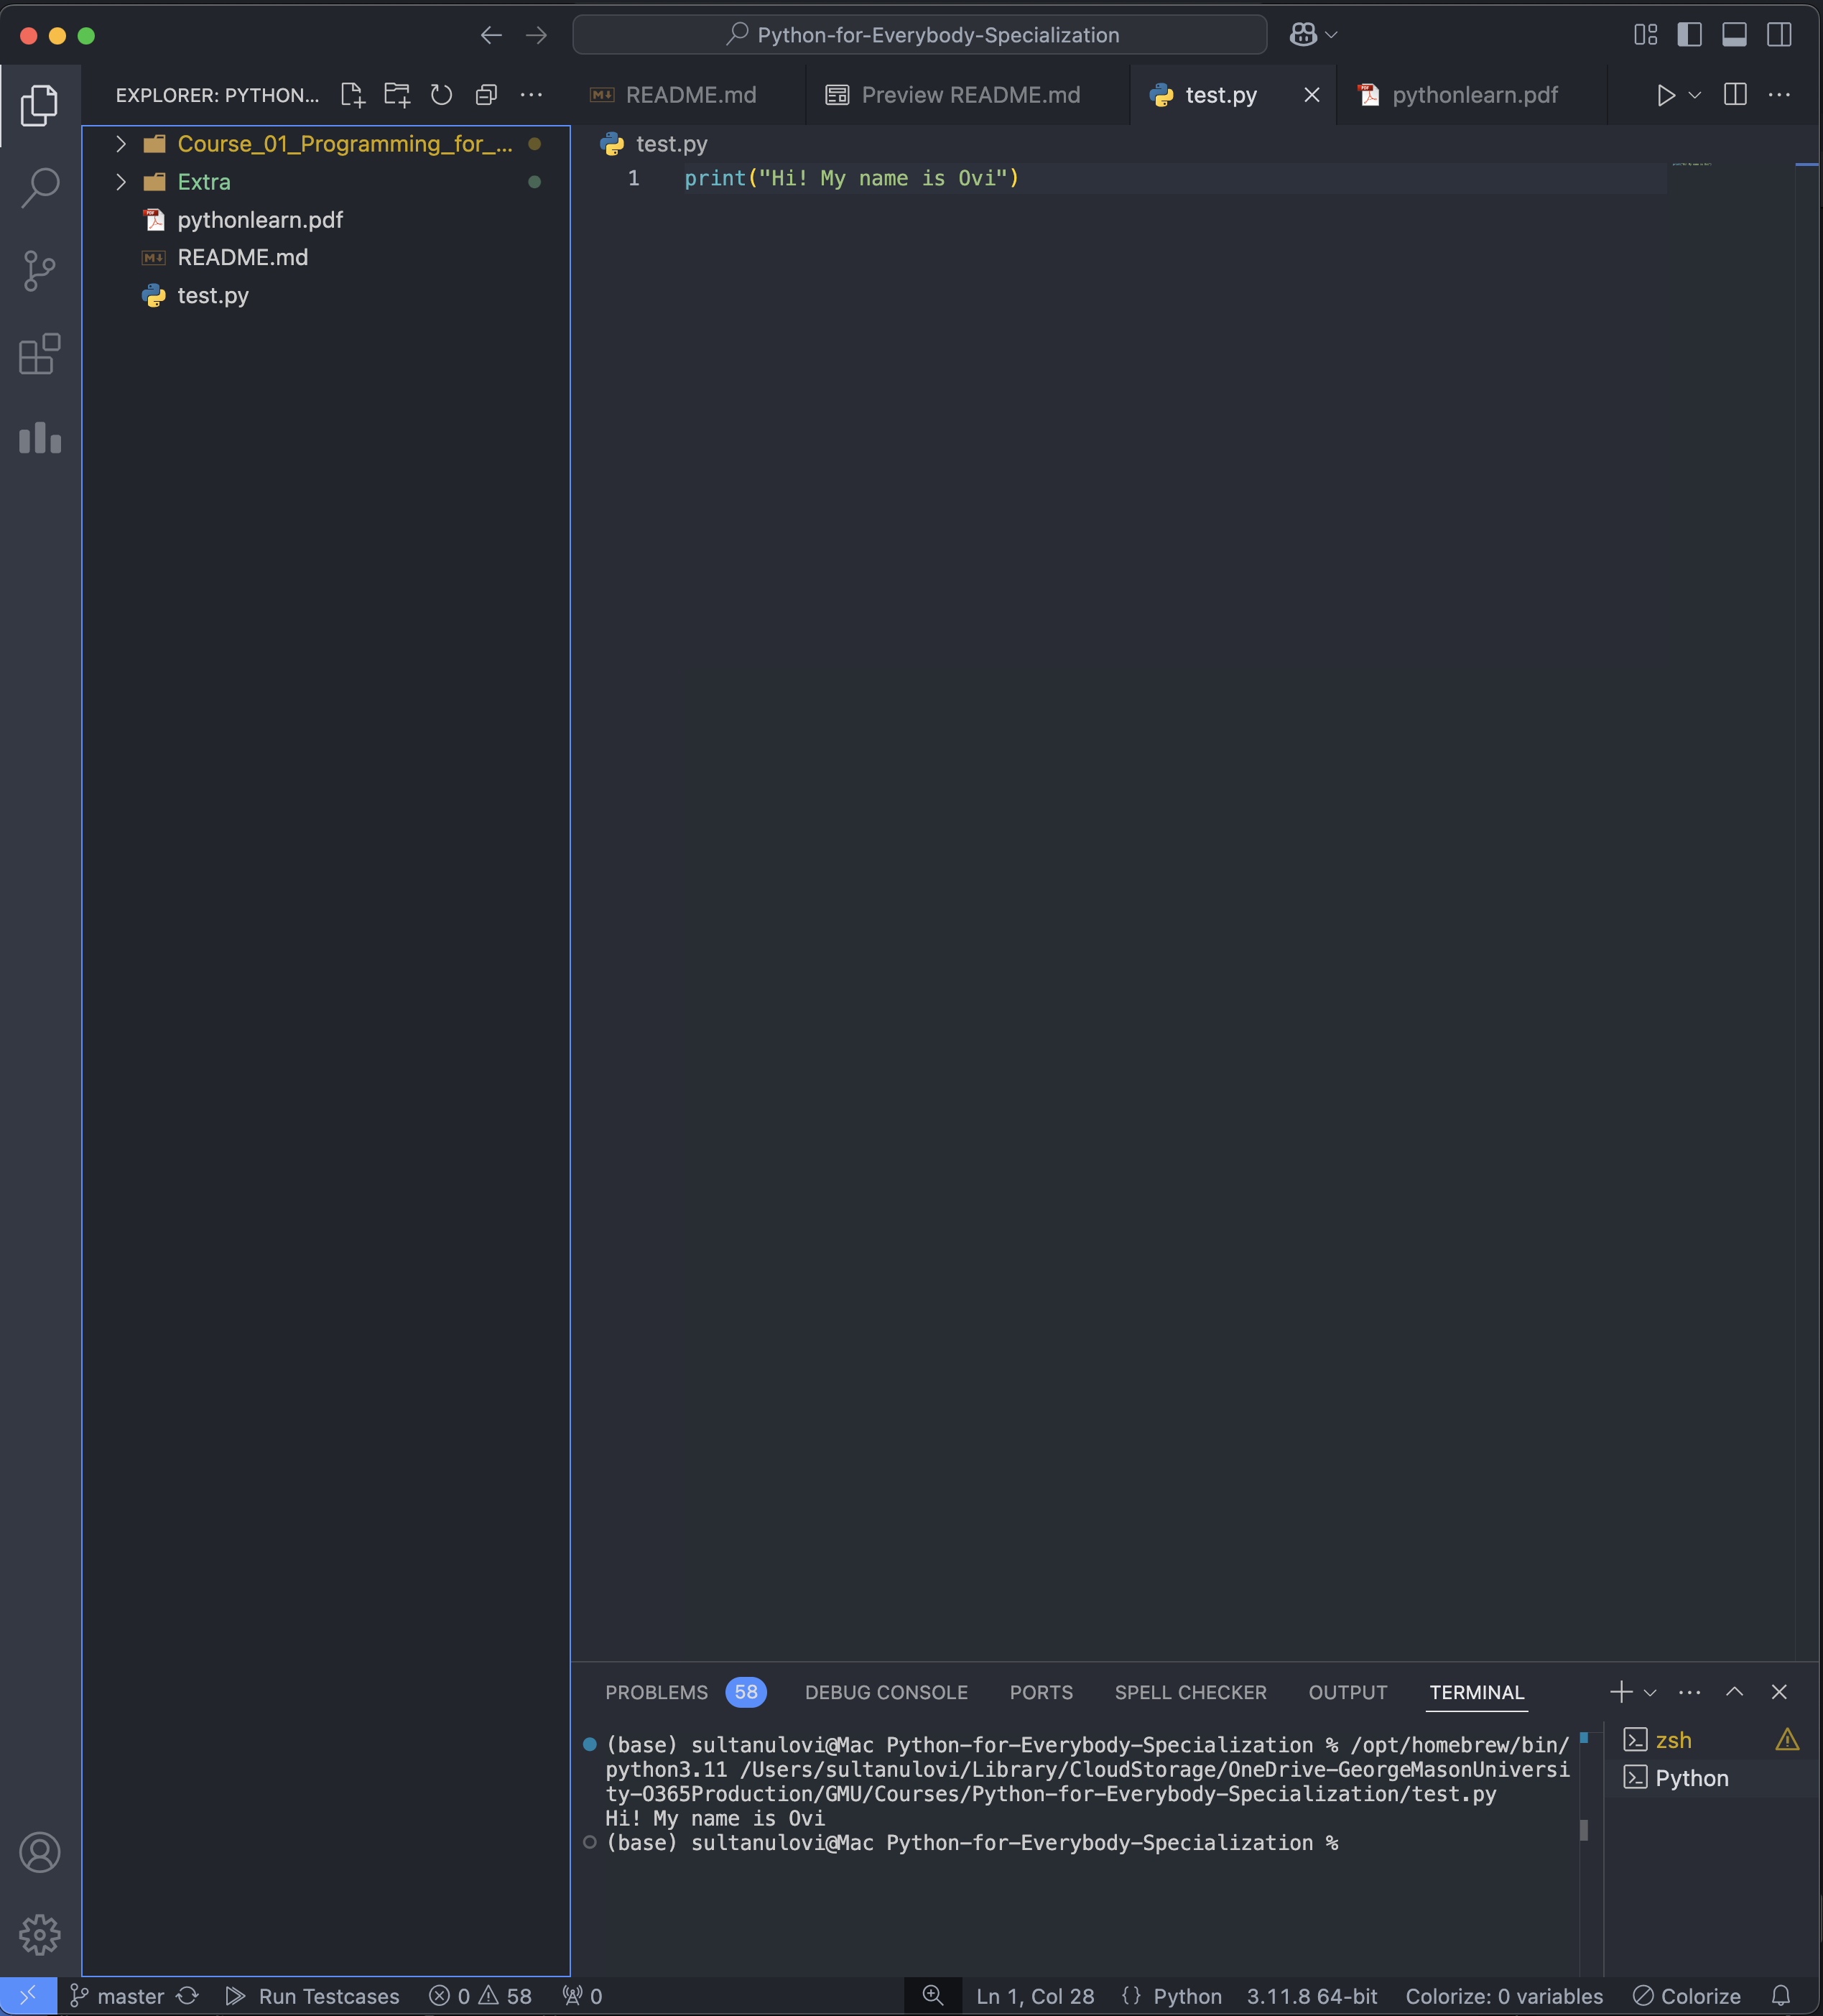 Python-for-Everybody-Specialization
EXPLORER: PYTHON...
README.md
Preview README.md
test.py
pythonlearn.pdf
Course_01_Programming_for_...
Extra
pythonlearn.pdf
README.md
test.py
test.py
1 print("Hi! My name is Ovi")
PROBLEMS 58 DEBUG CONSOLE PORTS SPELL CHECKER OUTPUT TERMINAL
(base) sultanulovi@Mac Python-for-Everybody-Specialization % /opt/homebrew/bin/
python3.11 /Users/sultanulovi/Library/CloudStorage/OneDrive-GeorgeMasonUniversi
ty-O365Production/GMU/Courses/Python-for-Everybody-Specialization/test.py
Hi! My name is Ovi
(base) sultanulovi@Mac Python-for-Everybody-Specialization %
zsh
Python
master Run Testcases 0 58 0 Ln 1, Col 28 {} Python 3.11.8 64-bit Colorize: 0 variables Colorize